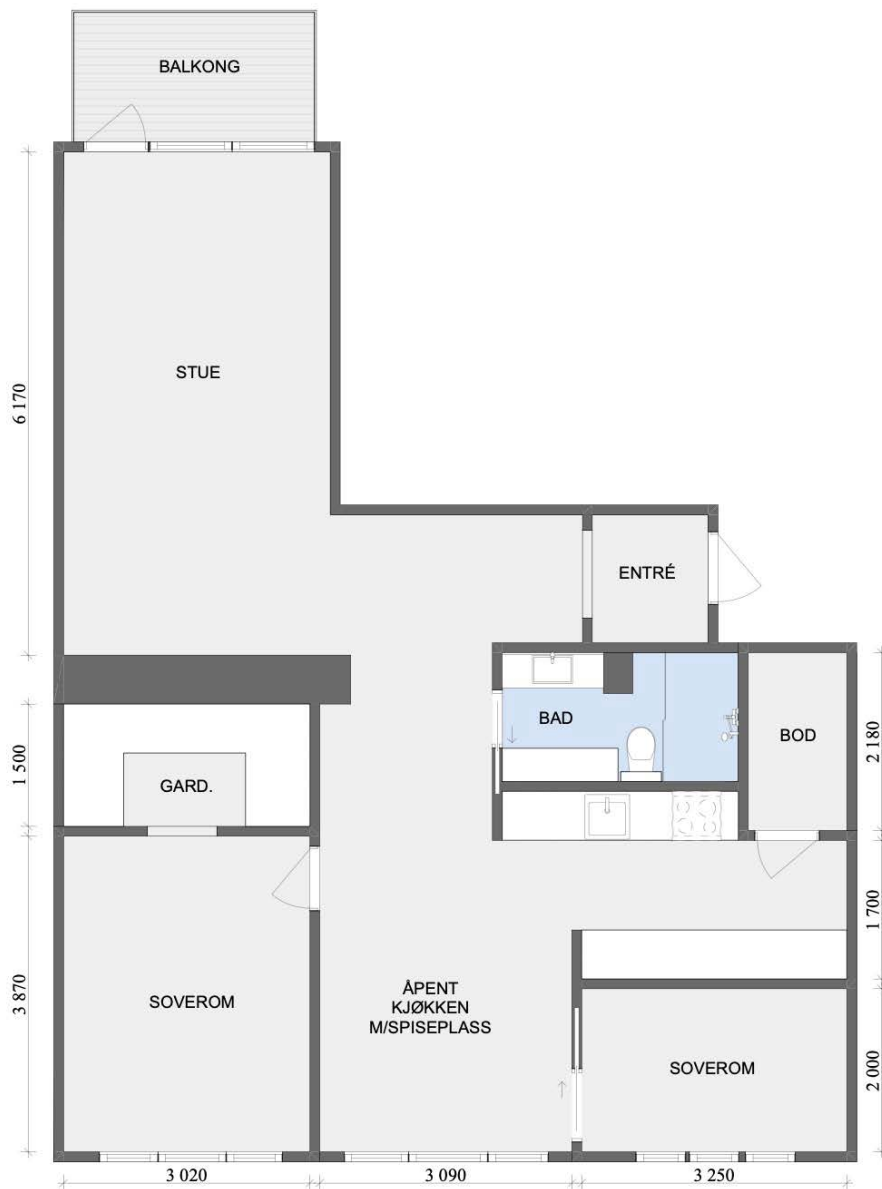 BALKONG
STUE
6 170
ENTRÉ
BAD
BOD
2 180
1 500
GARD.
1 700
3 870
SOVEROM
ÅPENT
KJØKKEN
M/SPISEPLASS
SOVEROM
2 000
3 020
3 090
3 250